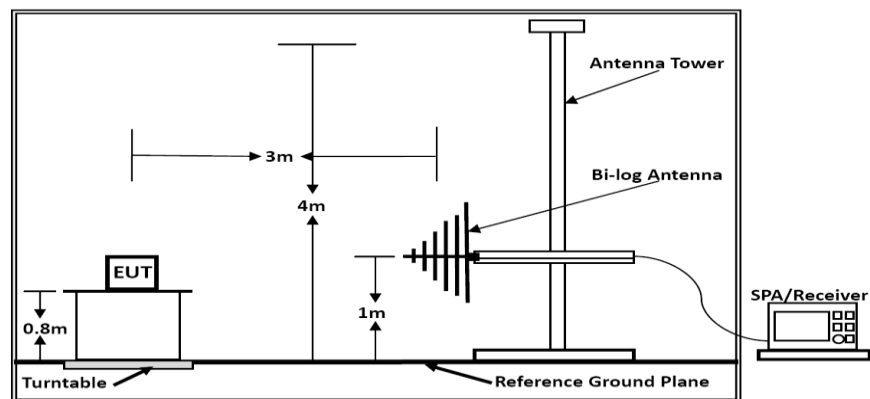 Antenna Tower
3m
Bi-log Antenna
4m
EUT
SPA/Receiver
0.8m
1m
Turntable
Reference Ground Plane